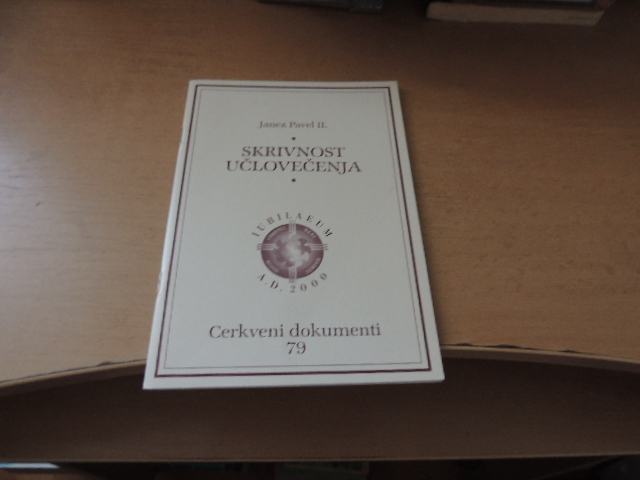 Janez Pavel II.
SKRIVNOST
UČLOVEČENJA
IUBILAEUM
A.D. 2000
Cerkveni dokumenti
79